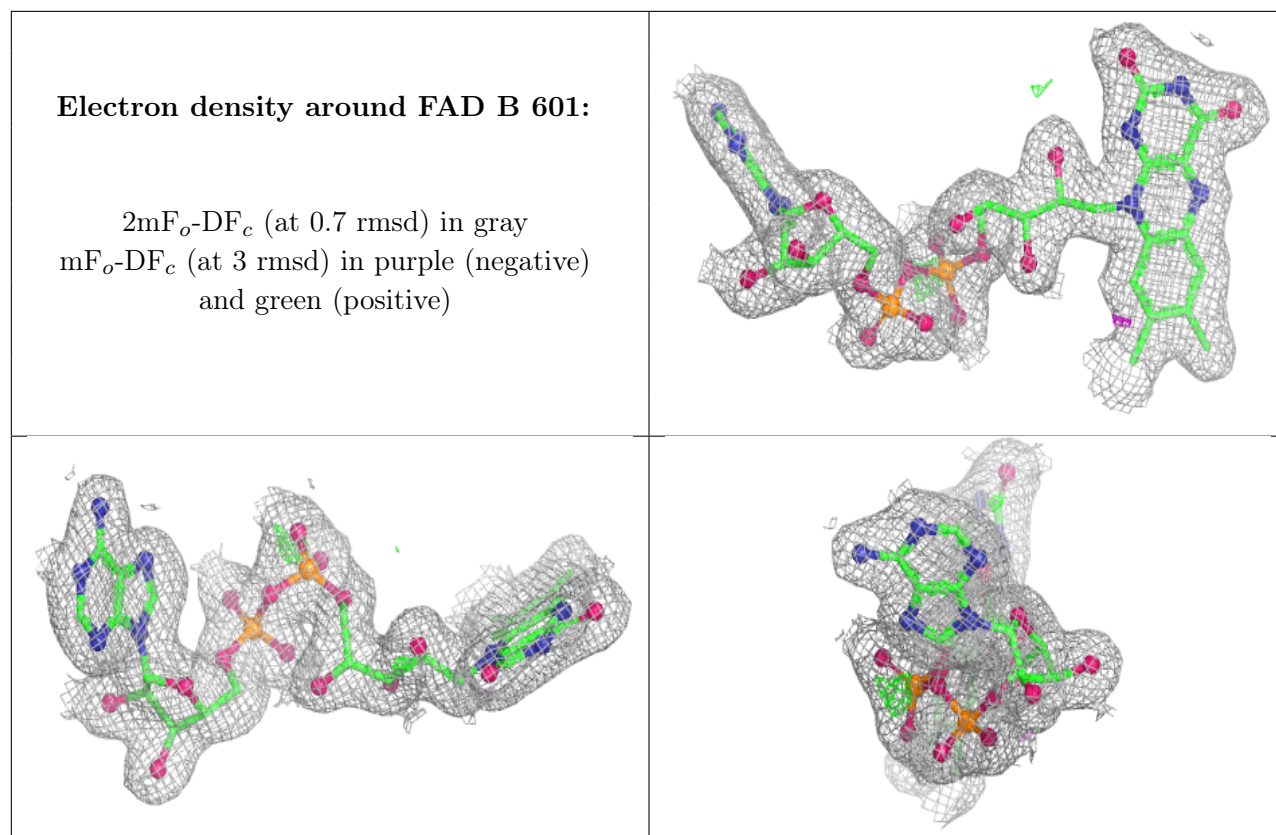 Electron density around FAD B 601:
2mFo-DFc (at 0.7 rmsd) in gray
mFo-DFc (at 3 rmsd) in purple (negative)
and green (positive)